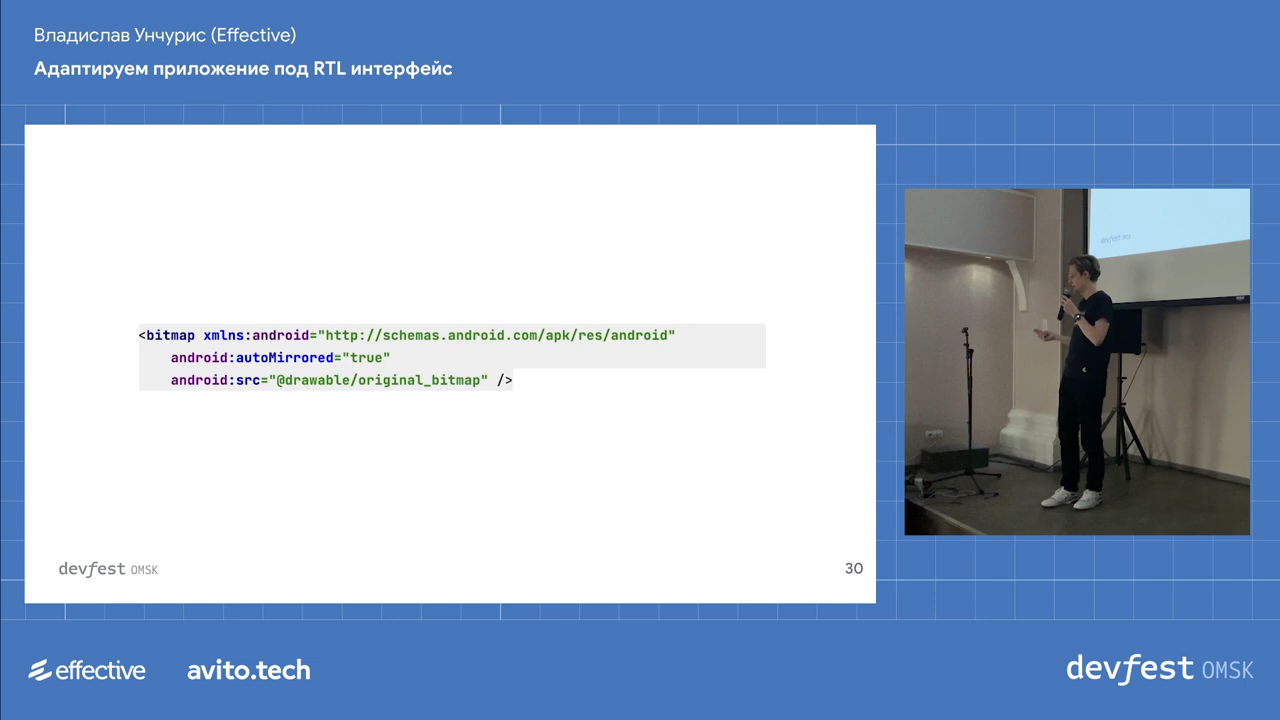 Владислав Унчурис (Effective)
Адаптируем приложение под RTL интерфейс
<bitmap xmlns:android="http://schemas.android.com/apk/res/android"
    android:autoMirrored="true"
    android:src="@drawable/original_bitmap" />
devfest OMSK
30
effective
avito.tech
devfest OMSK